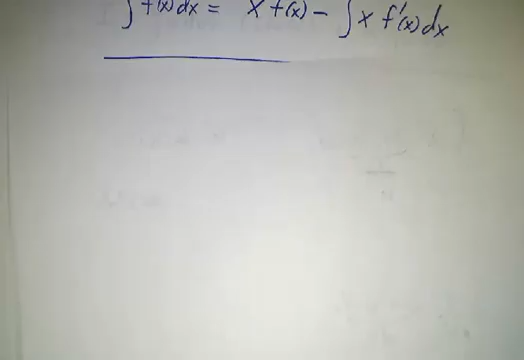 ∫ f(x) dx = x f(x) - ∫ x f'(x) dx